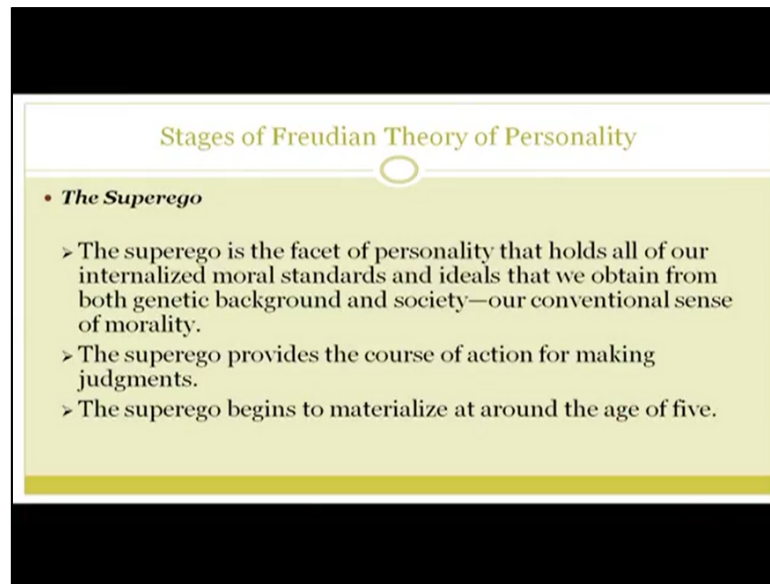 Stages of Freudian Theory of Personality
• The Superego
➢ The superego is the facet of personality that holds all of our
internalized moral standards and ideals that we obtain from
both genetic background and society—our conventional sense
of morality.
➢ The superego provides the course of action for making
judgments.
➢ The superego begins to materialize at around the age of five.